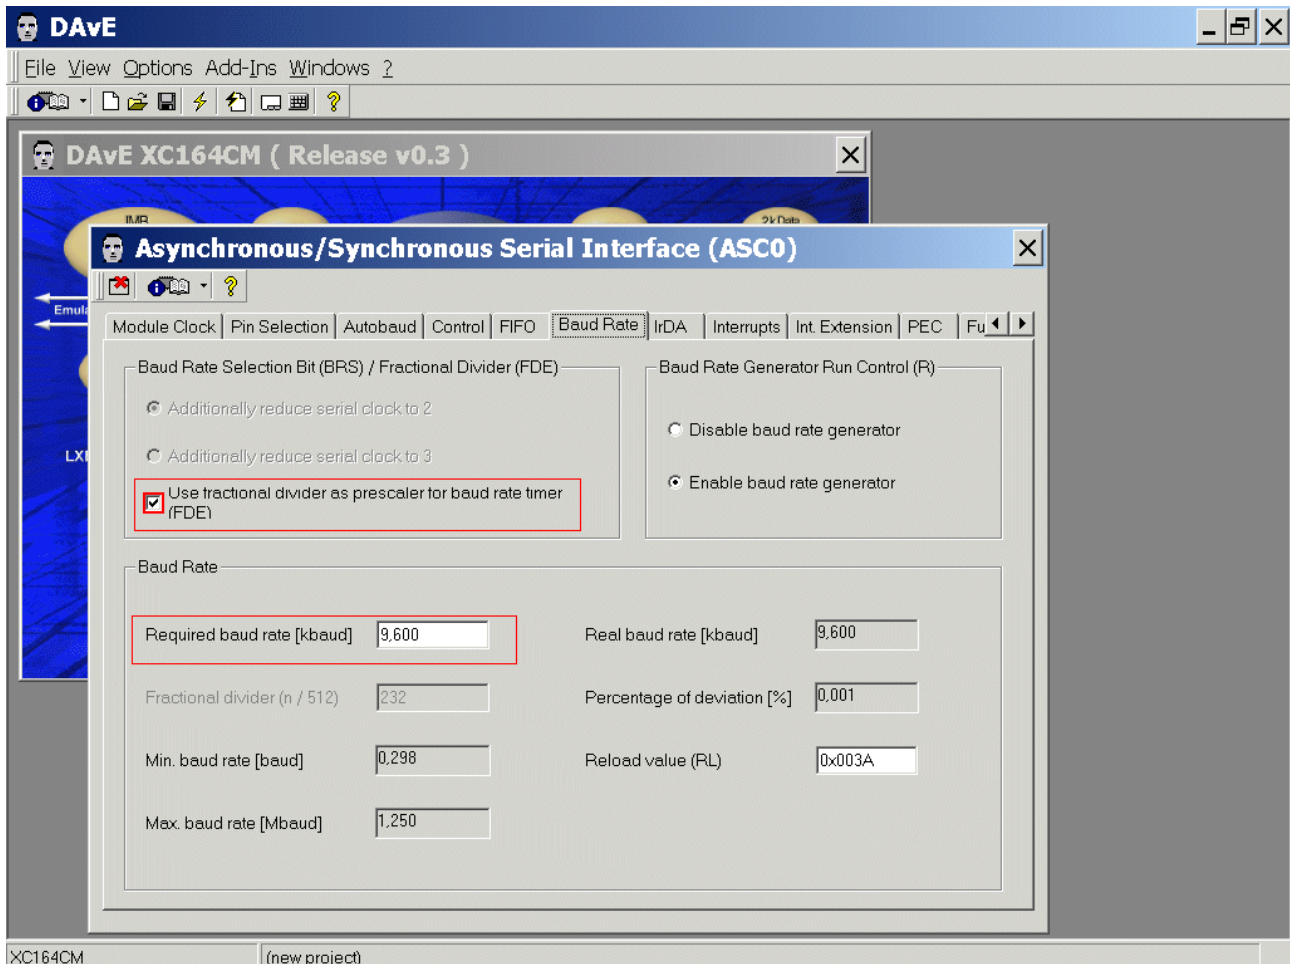 DAvE
File View Options Add-Ins Windows ?
DAvE XC164CM ( Release v0.3 )
IMB
2k Data
Asynchronous/Synchronous Serial Interface (ASC0)
Emula
Module Clock Pin Selection Autobaud Control FIFO Baud Rate IrDA Interrupts Int. Extension PEC Fu
Baud Rate Selection Bit (BRS) / Fractional Divider (FDE)
Baud Rate Generator Run Control (R)
Additionally reduce serial clock to 2
Disable baud rate generator
Additionally reduce serial clock to 3
LXI
Enable baud rate generator
Use fractional divider as prescaler for baud rate timer
(FDE)
Baud Rate
Required baud rate [kbaud] 9,600
Real baud rate [kbaud] 9,600
Fractional divider (n / 512) 232
Percentage of deviation [%] 0,001
Min. baud rate [baud] 0,298
Reload value (RL) 0x003A
Max. baud rate [Mbaud] 1,250
XC164CM (new project)